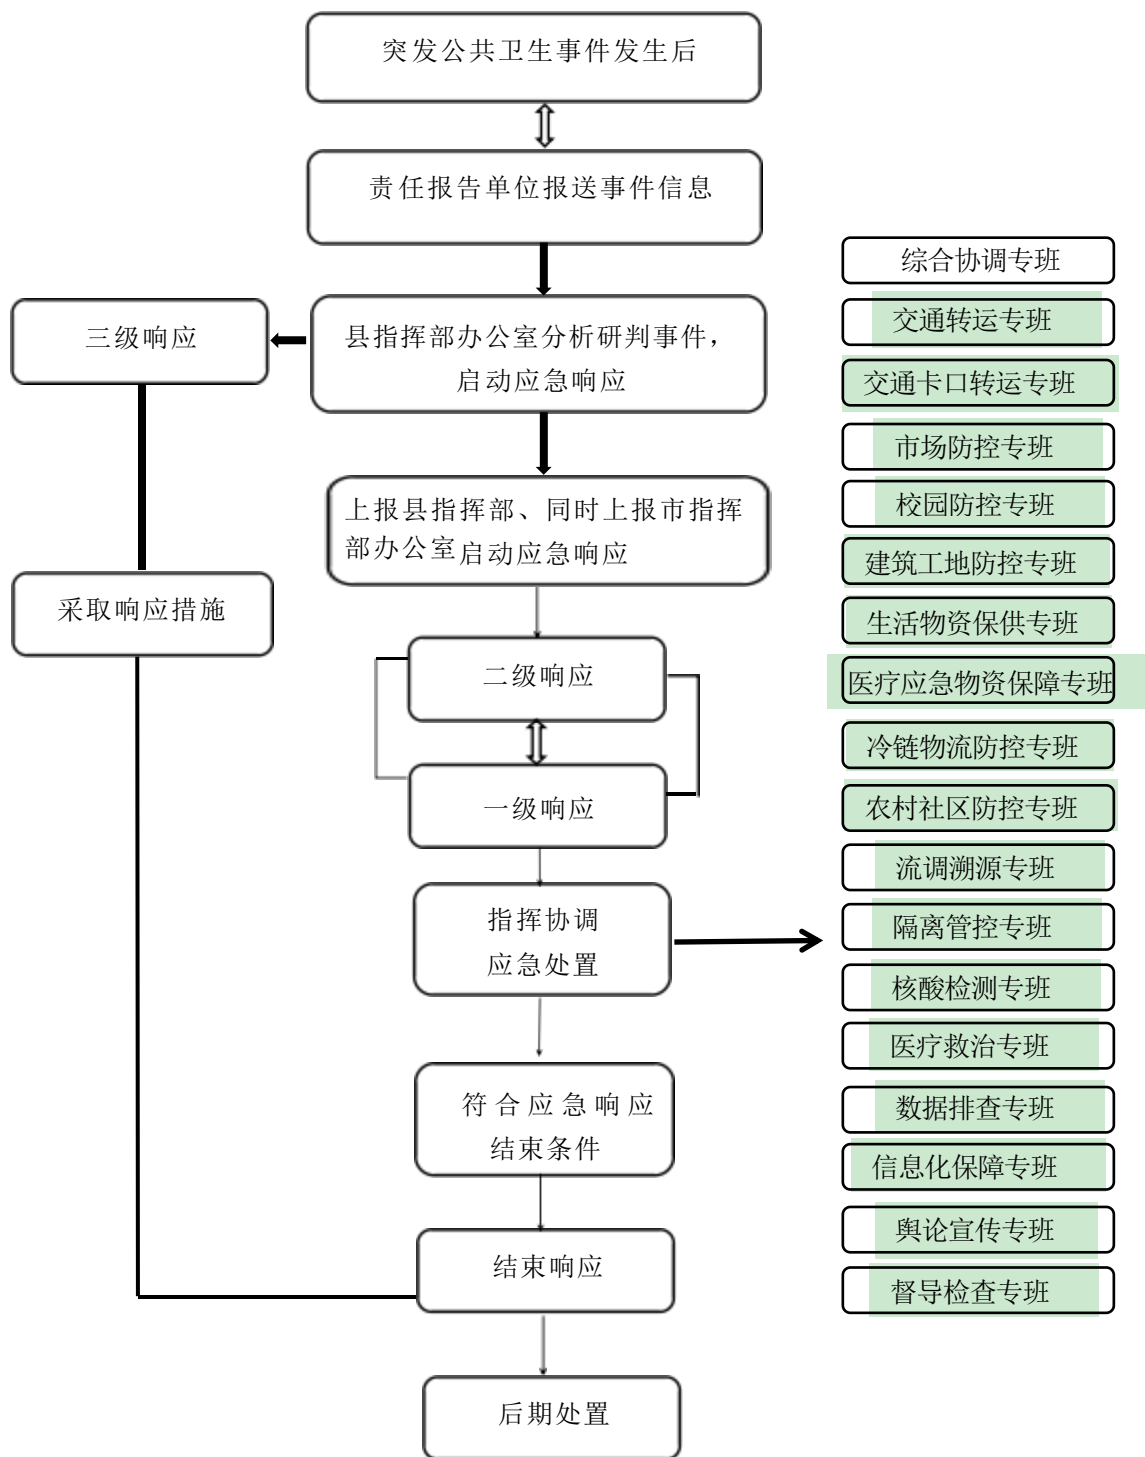 突发公共卫生事件发生后
责任报告单位报送事件信息
县指挥部办公室分析研判事件，
启动应急响应
三级响应
上报县指挥部、同时上报市指挥
部办公室启动应急响应
采取响应措施
二级响应
一级响应
指挥协调
应急处置
符合应急响应
结束条件
结束响应
后期处置
综合协调专班
交通转运专班
交通卡口转运专班
市场防控专班
校园防控专班
建筑工地防控专班
生活物资保供专班
医疗应急物资保障专班
冷链物流防控专班
农村社区防控专班
流调溯源专班
隔离管控专班
核酸检测专班
医疗救治专班
数据排查专班
信息化保障专班
舆论宣传专班
督导检查专班